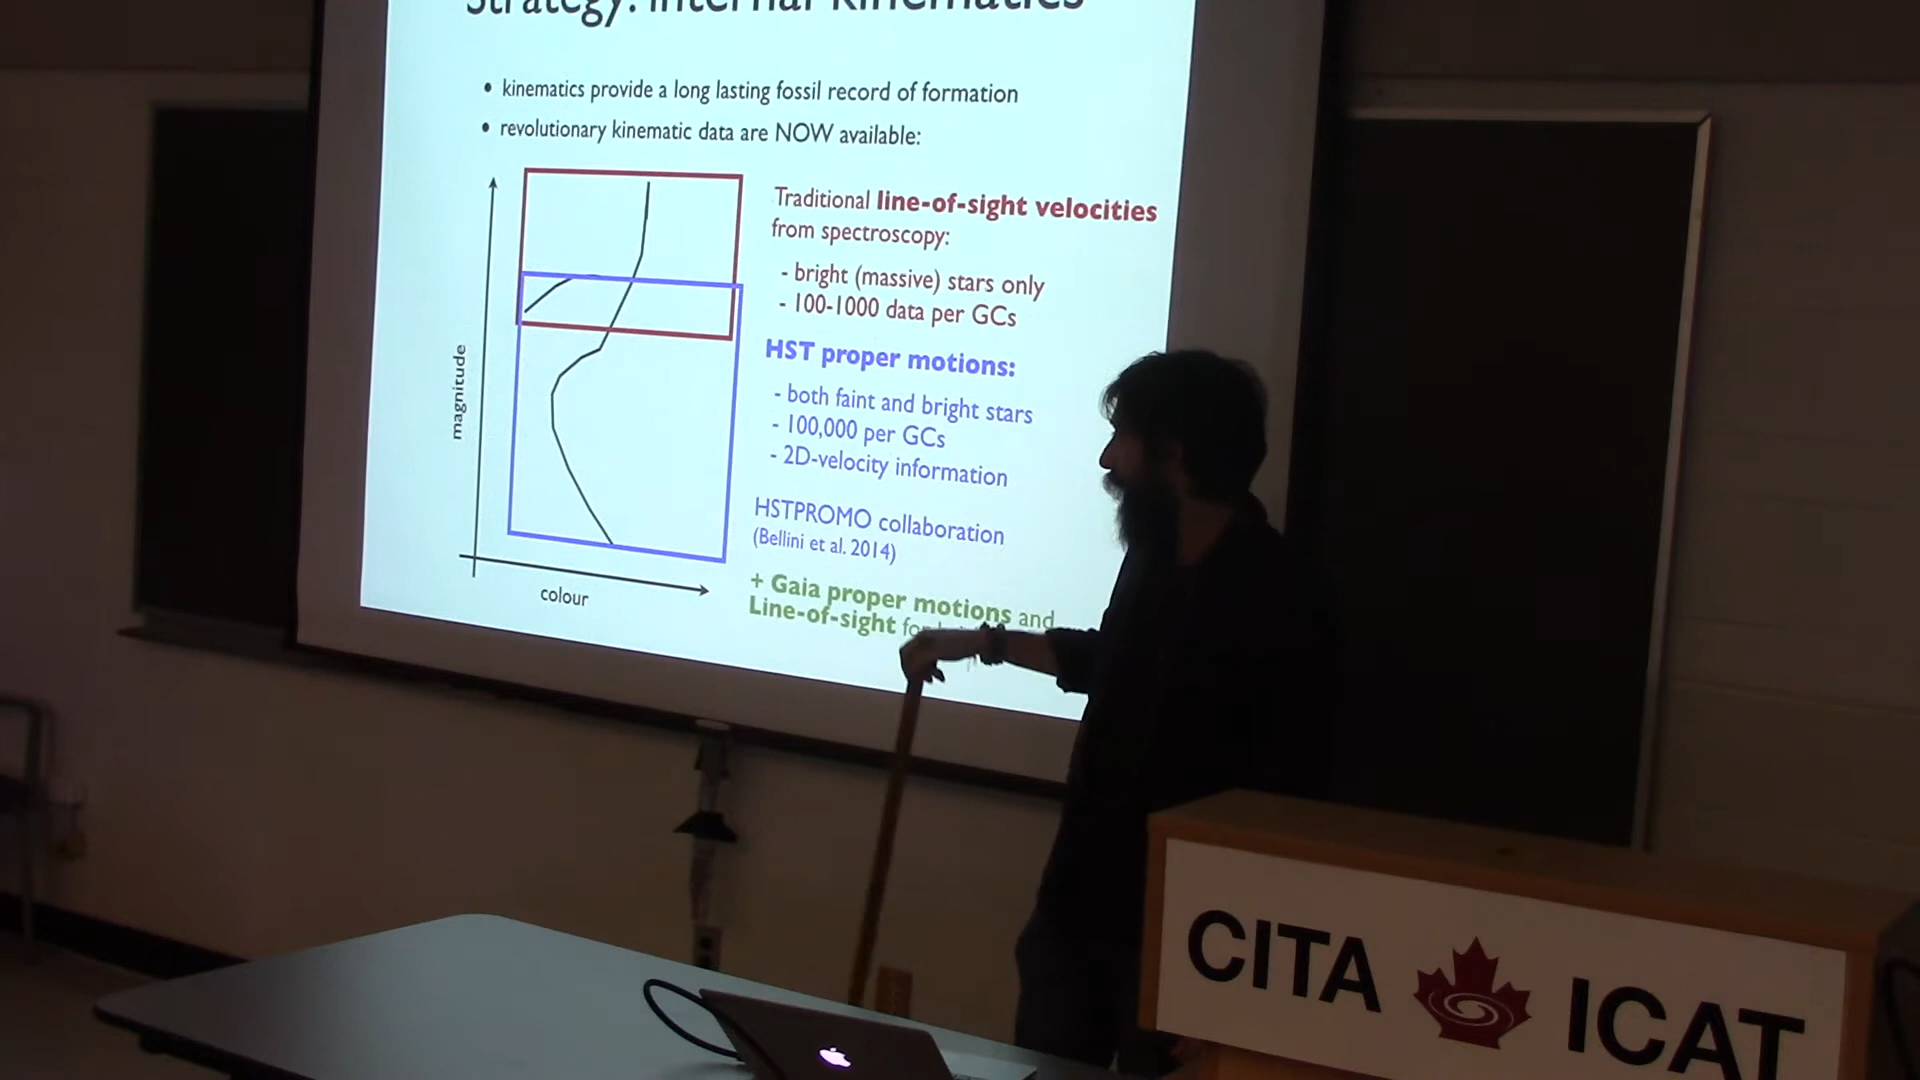 Strategy: internal kinematics
• kinematics provide a long lasting fossil record of formation
• revolutionary kinematic data are NOW available:
magnitude
colour
Traditional line-of-sight velocities
from spectroscopy:
- bright (massive) stars only
- 100-1000 data per GCs
HST proper motions:
- both faint and bright stars
- 100,000 per GCs
- 2D-velocity information
HSTPROMO collaboration
(Bellini et al. 2014)
+ Gaia proper motions and
Line-of-sight
CITA ICAT